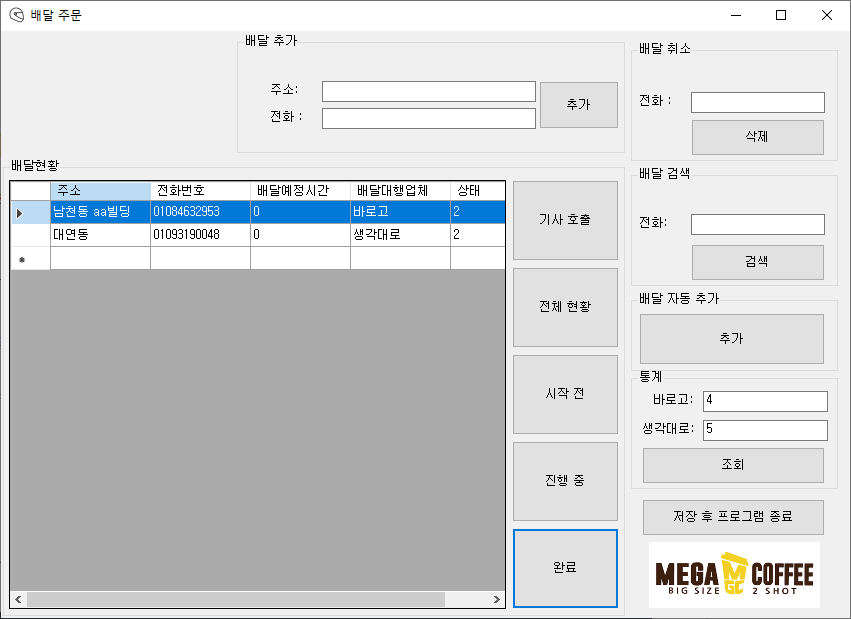 배달 주문
배달 추가
주소:
전화 :
추가
배달 취소
전화 :
삭제
배달현황
주소 전화번호 배달예정시간 배달대행업체 상태
남천동 aa빌딩 01084632953 0 바로고 2
대연동 01093190048 0 생각대로 2
기사 호출
전체 현황
시작 전
진행 중
완료
배달 검색
전화:
검색
배달 자동 추가
추가
통계
바로고: 4
생각대로: 5
조회
저장 후 프로그램 종료
MEGA MGC COFFEE
BIG SIZE 2 SHOT